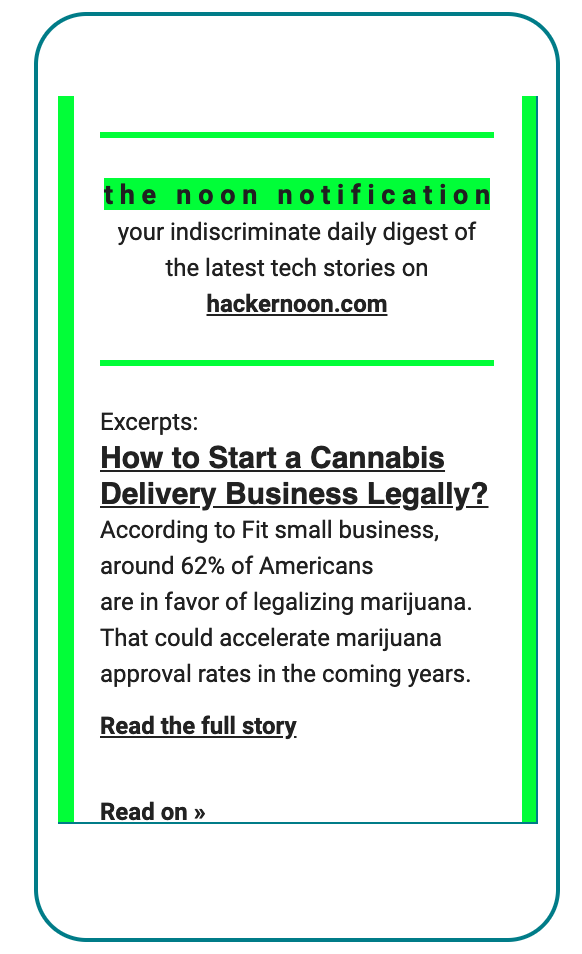 the noon notification
your indiscriminate daily digest of
the latest tech stories on
hackernoon.com
Excerpts:
How to Start a Cannabis
Delivery Business Legally?
According to Fit small business,
around 62% of Americans
are in favor of legalizing marijuana.
That could accelerate marijuana
approval rates in the coming years.
Read the full story
Read on »